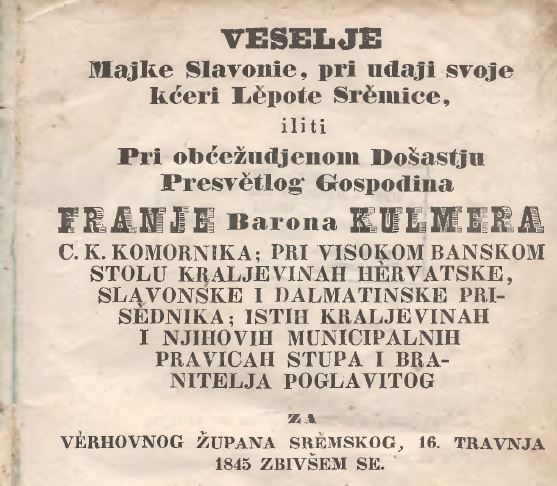 VESELJE
Majke Slavonie, pri udaji svoje
kćeri Lěpote Srěmice,
iliti
Pri obćežudjenom Došastju
Presvětlog Gospodina
FRANJE Barona KULMERA
C. K. KOMORNIKA; PRI VISOKOM BANSKOM
STOLU KRALJEVINAH HĚRVATSKE,
SLAVONSKE I DALMATINSKE PRI-
SĚDNIKA; ISTIH KRALJEVINAH
I NJIHOVIH MUNICIPALNIH
PRAVICAH STUPA I BRA-
NITELJA POGLAVITOG
ZA
VĚRHOVNOG ŽUPANA SRĚMSKOG, 16. TRAVNJA
1845 ZBIVŠEM SE.